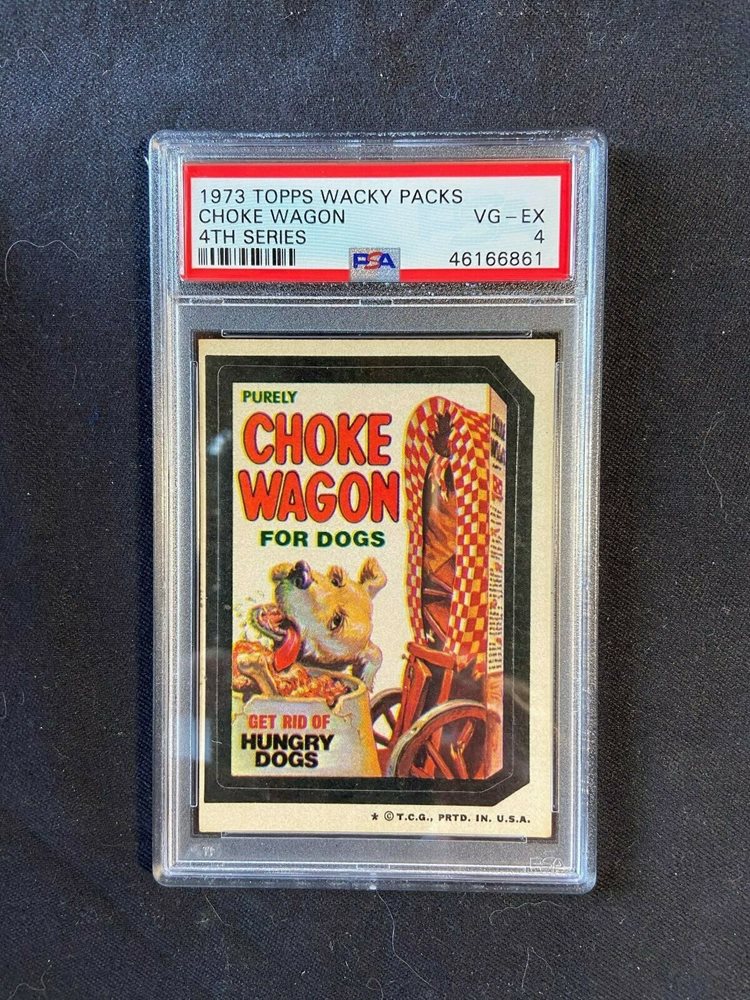 1973 TOPPS WACKY PACKS
CHOKE WAGON VG-EX
4TH SERIES 4
PSA 46166861
PURELY
CHOKE
WAGON
FOR DOGS
GET RID OF
HUNGRY
DOGS
* © T.C.G., PRTD. IN. U.S.A.
PSA